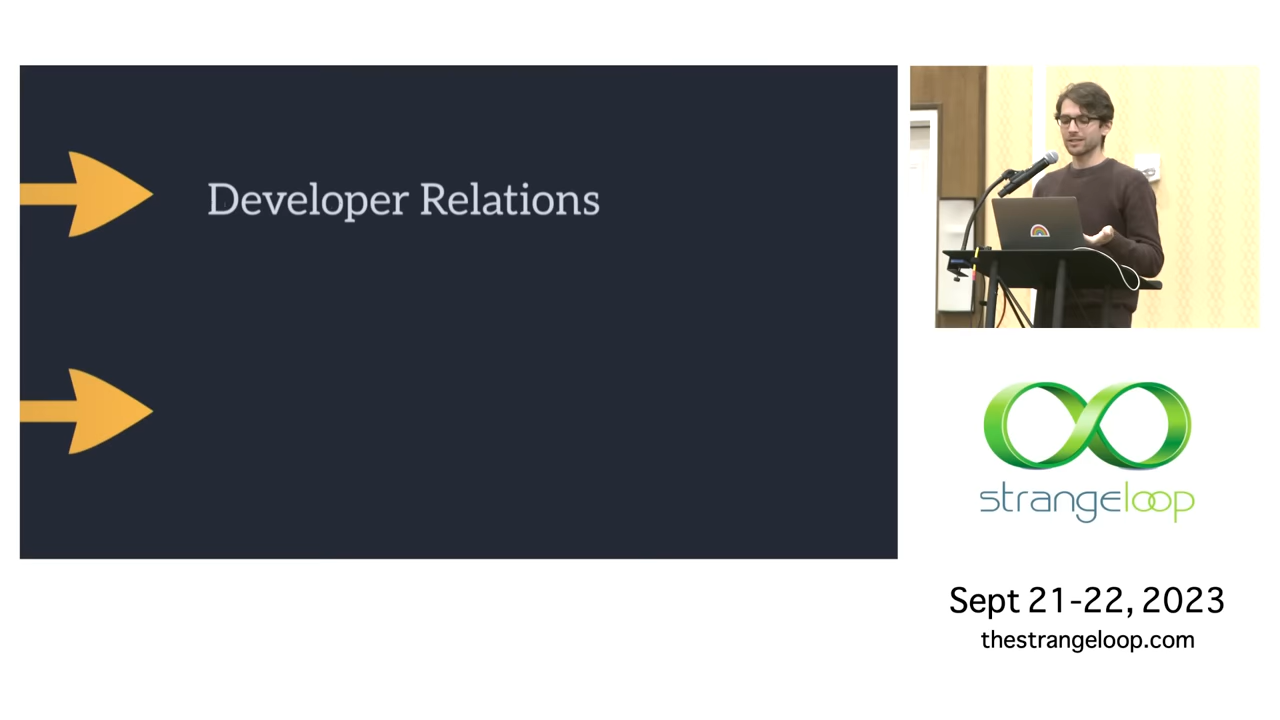 Developer Relations
strangeloop
Sept 21-22, 2023
thestrangeloop.com